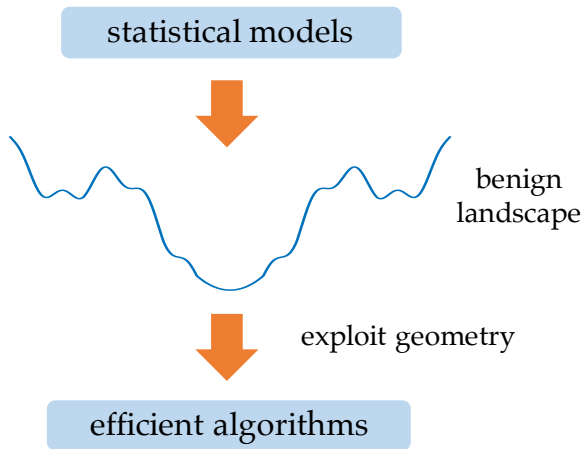 statistical models
benign
landscape
exploit geometry
efficient algorithms